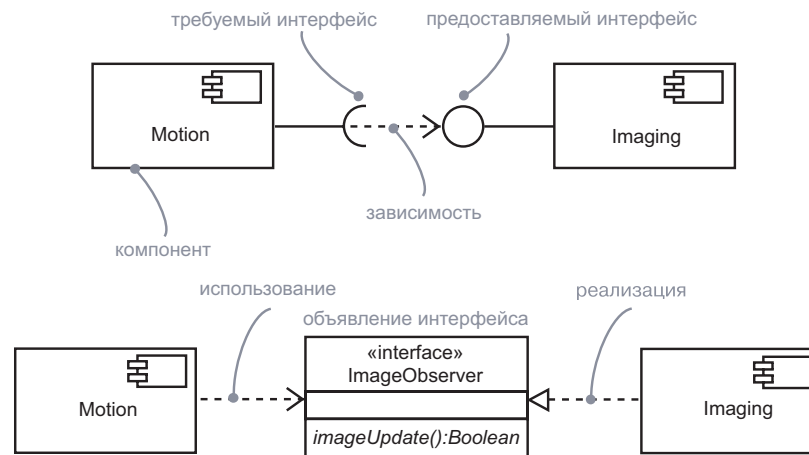 требуемый интерфейс
предоставляемый интерфейс
Motion
Imaging
зависимость
компонент
использование
реализация
объявление интерфейса
«interface»
ImageObserver
Motion
Imaging
imageUpdate():Boolean